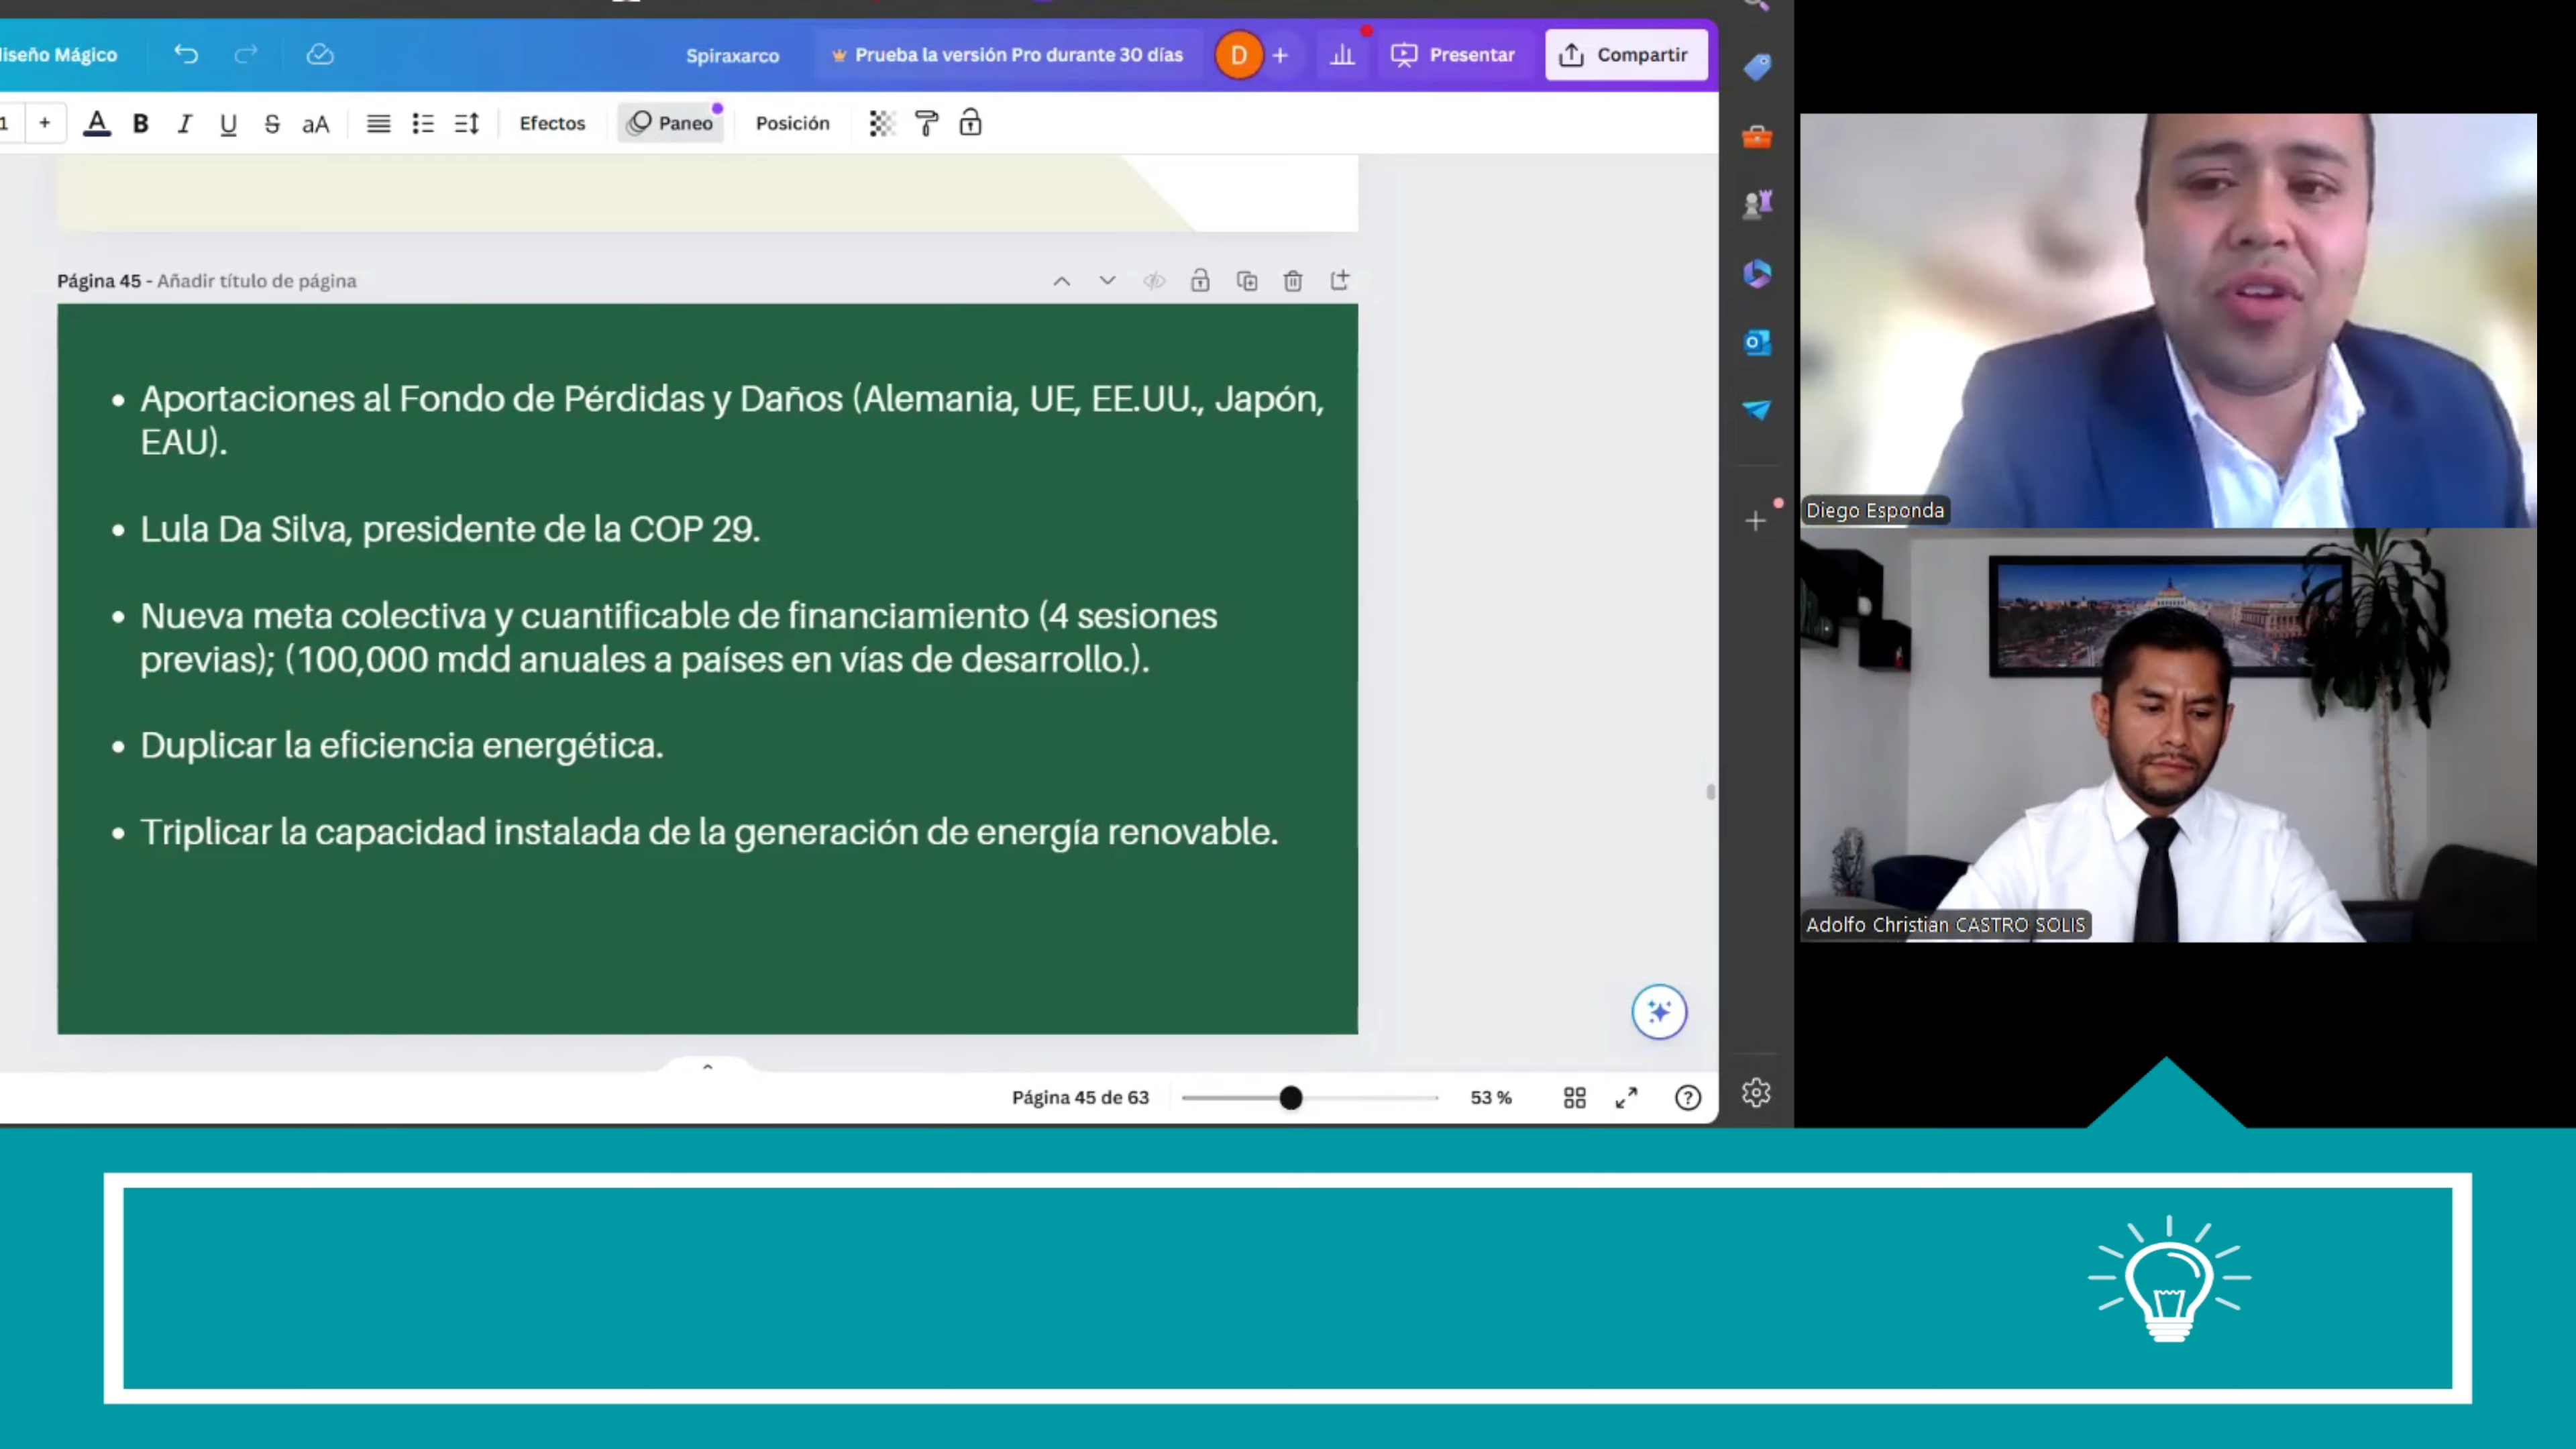 iseño Mágico
Spiraxarco
Prueba la versión Pro durante 30 días
D
+
Presentar
Compartir
1
+
A
B
I
U
S
aA
Efectos
Paneo
Posición
Página 45 - Añadir título de página
• Aportaciones al Fondo de Pérdidas y Daños (Alemania, UE, EE.UU., Japón,
EAU).
• Lula Da Silva, presidente de la COP 29.
• Nueva meta colectiva y cuantificable de financiamiento (4 sesiones
previas); (100,000 mdd anuales a países en vías de desarrollo.).
• Duplicar la eficiencia energética.
• Triplicar la capacidad instalada de la generación de energía renovable.
Página 45 de 63
53 %
?
Diego Esponda
Adolfo Christian CASTRO SOLIS